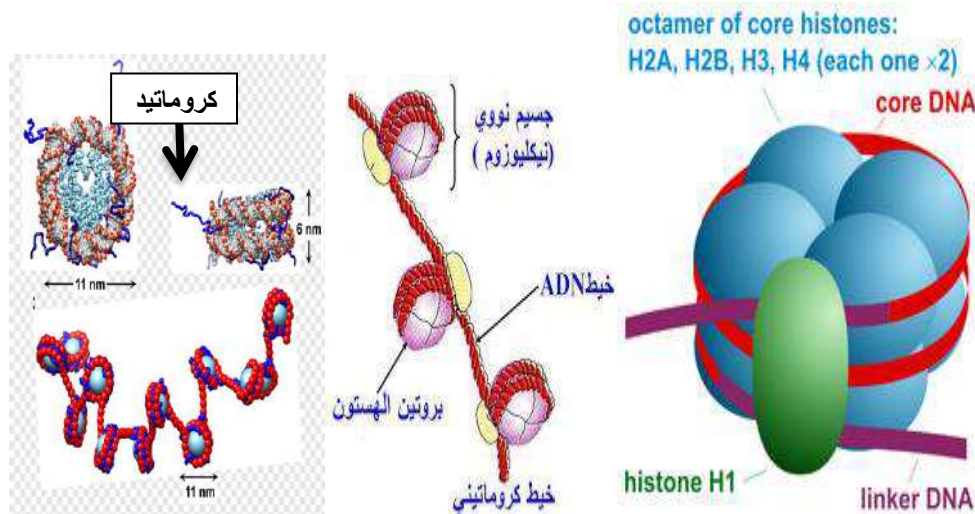 كروماتيد
6 nm
11 nm
11 nm
جسيم نووي
(نيكليوزوم )
خيطADN
بروتين الهستون
خيط كروماتيني
octamer of core histones:
H2A, H2B, H3, H4 (each one ×2)
core DNA
histone H1
linker DNA